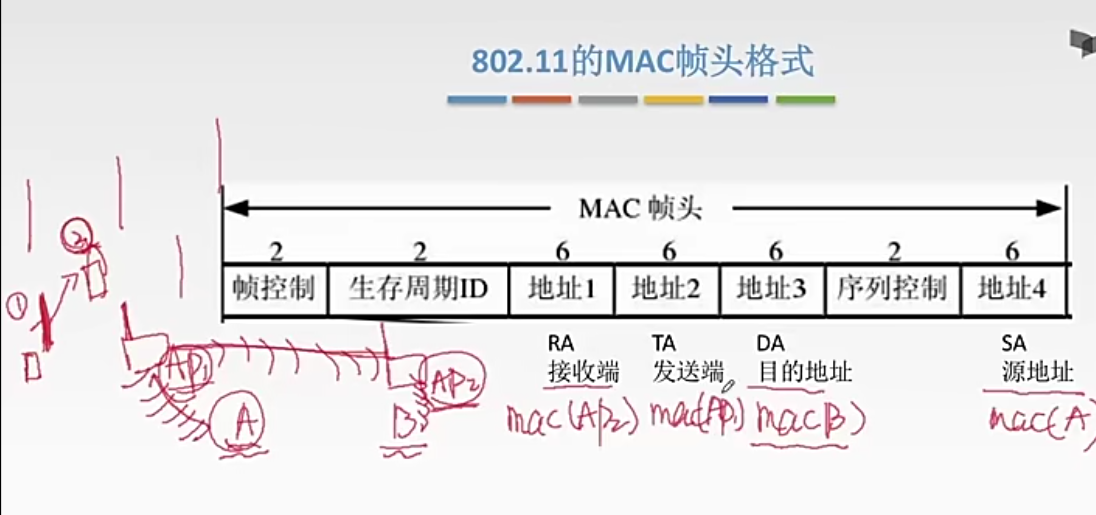 802.11的MAC帧头格式
MAC 帧头
2 2 6 6 6 2 6
帧控制 生存周期ID 地址1 地址2 地址3 序列控制 地址4
RA TA DA SA
接收端 发送端 目的地址 源地址
mac(AP2) mac(AP1) mac(B) mac(A)
②
①
AP1
AP2
A
B